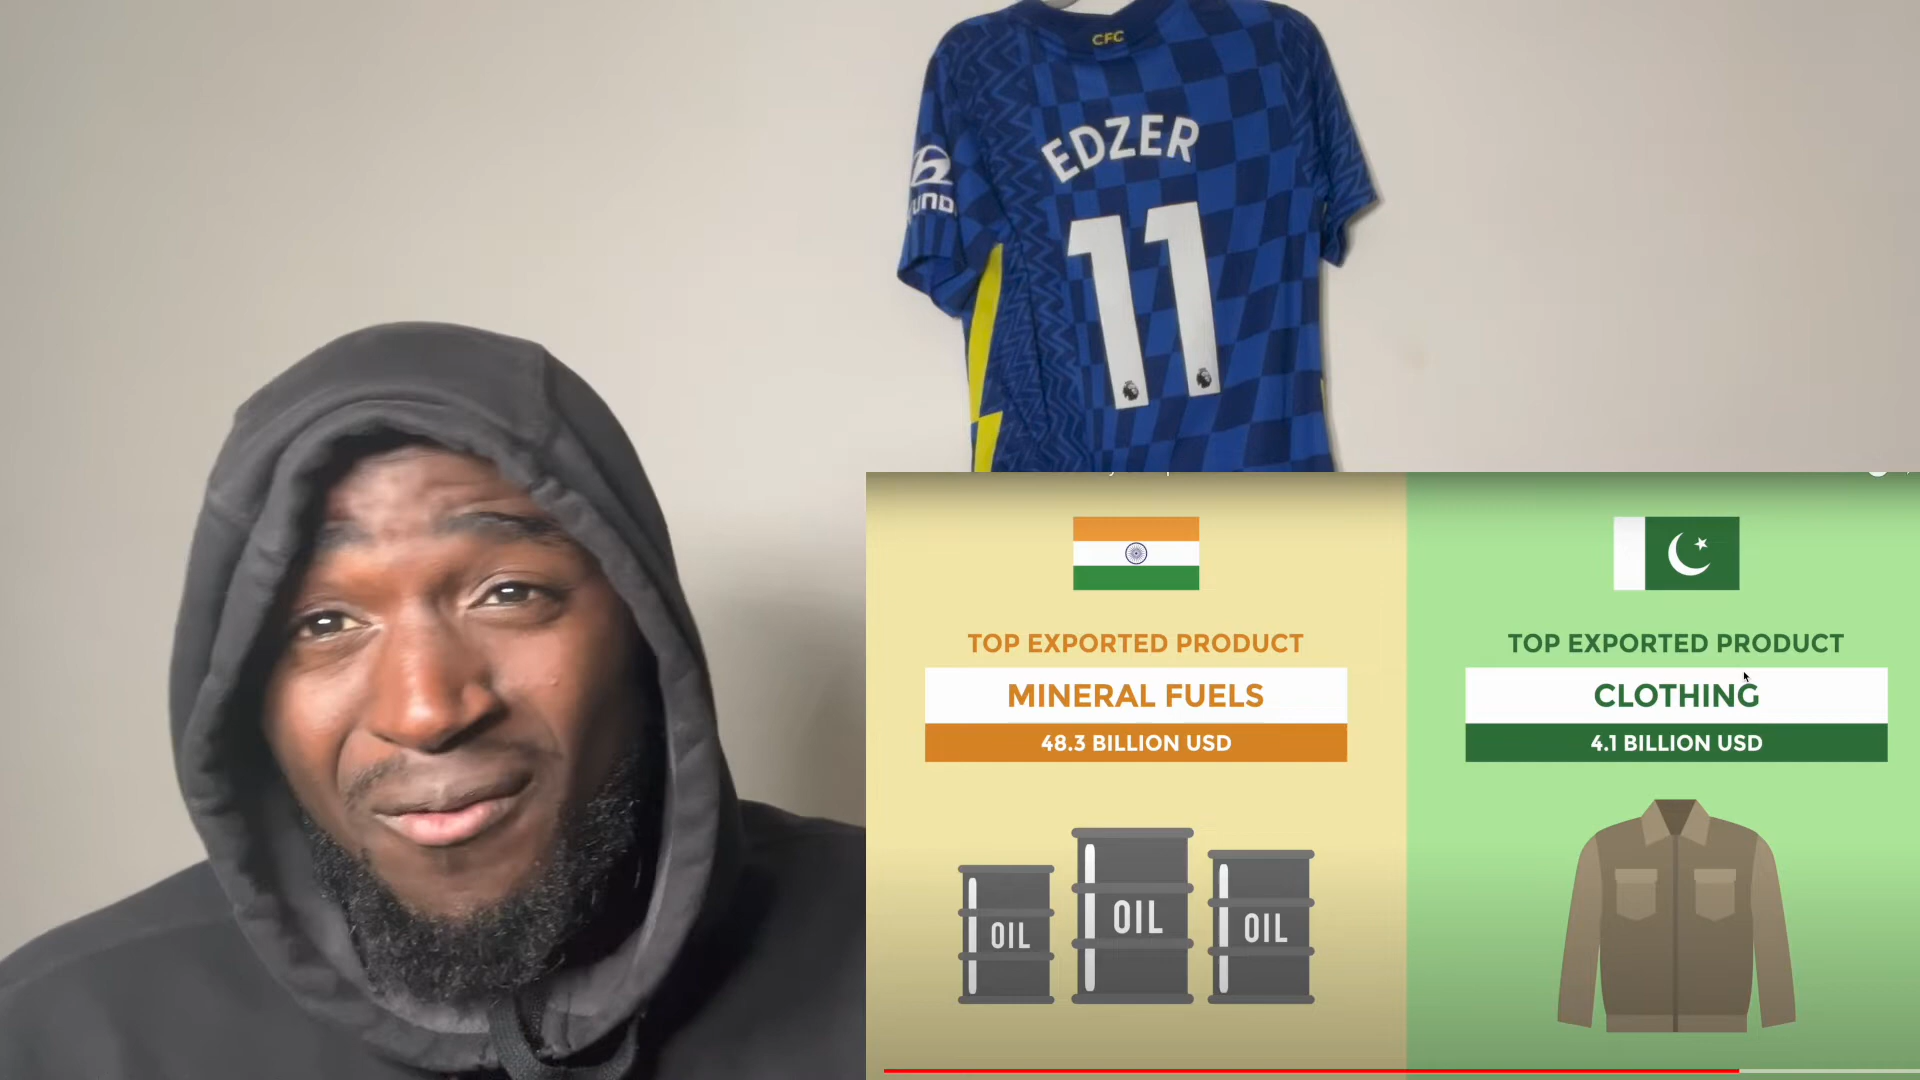 CFC
EDZER
11
TOP EXPORTED PRODUCT
MINERAL FUELS
48.3 BILLION USD
OIL
OIL
OIL
TOP EXPORTED PRODUCT
CLOTHING
4.1 BILLION USD